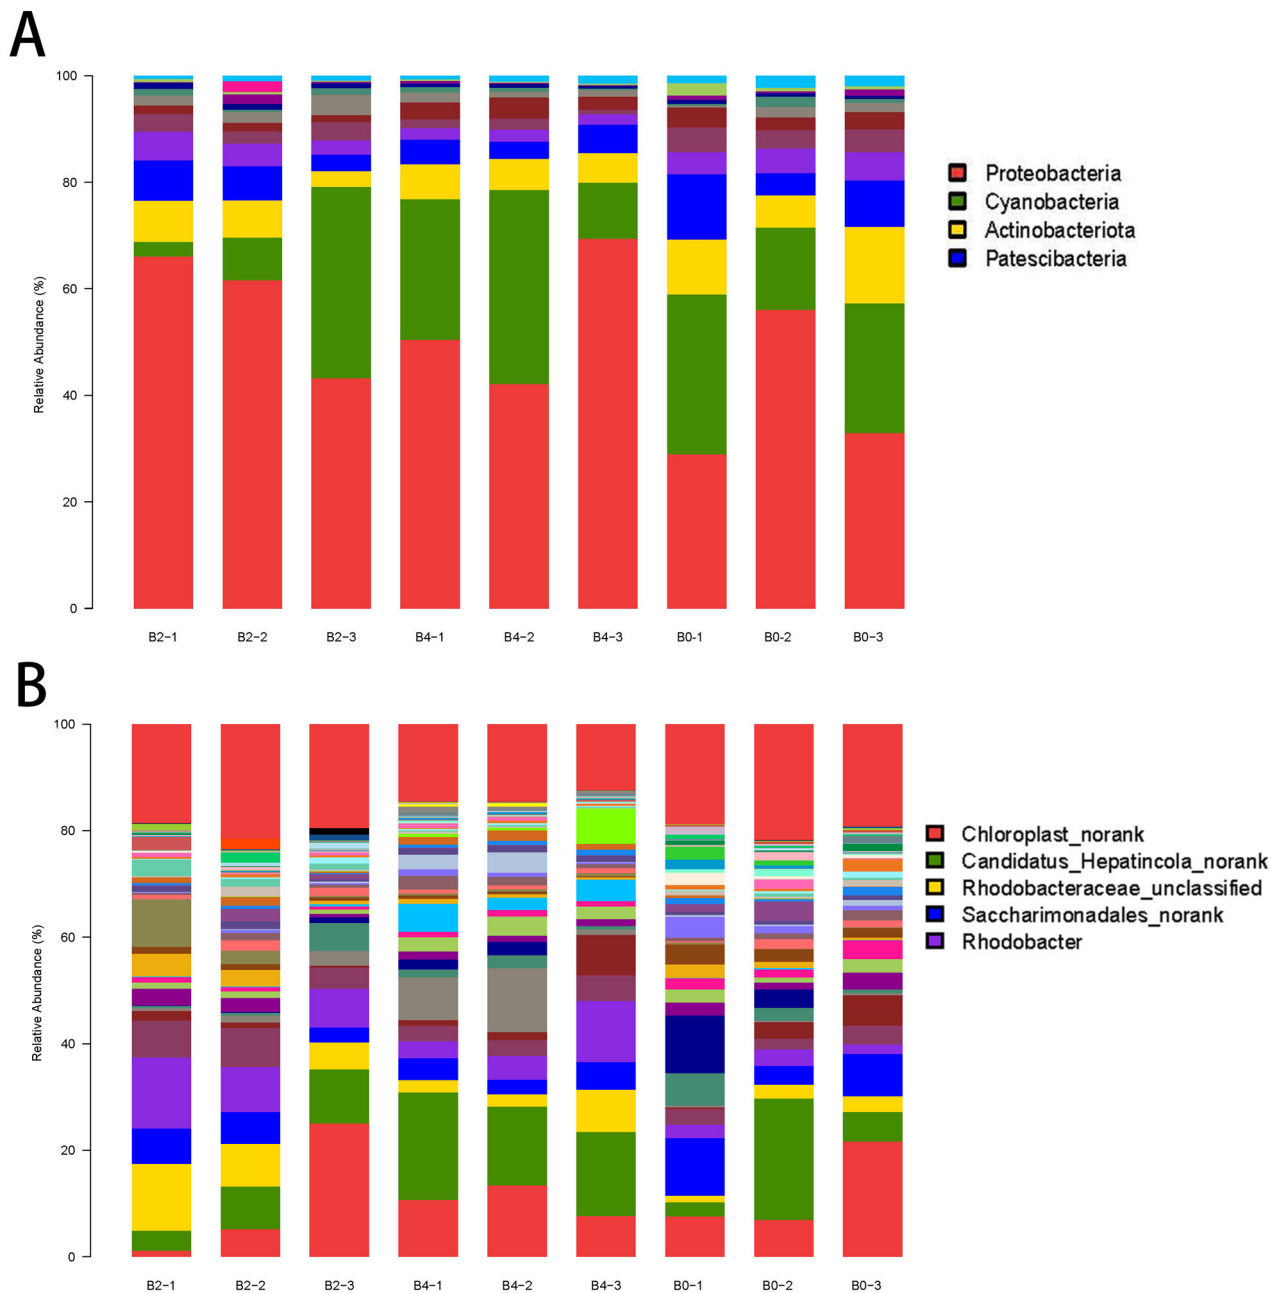 A
100
80
60
40
20
0
Relative Abundance (%)
B2-1 B2-2 B2-3 B4-1 B4-2 B4-3 B0-1 B0-2 B0-3
Proteobacteria
Cyanobacteria
Actinobacteriota
Patescibacteria
B
100
80
60
40
20
0
Relative Abundance (%)
B2-1 B2-2 B2-3 B4-1 B4-2 B4-3 B0-1 B0-2 B0-3
Chloroplast_norank
Candidatus_Hepatincola_norank
Rhodobacteraceae_unclassified
Saccharimonadales_norank
Rhodobacter